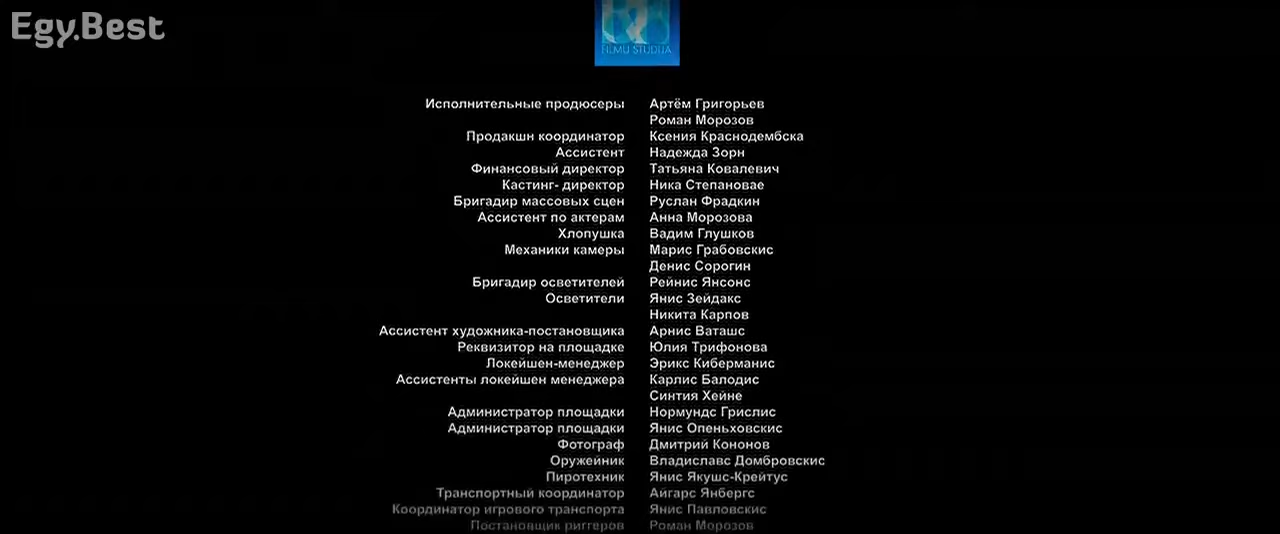 Egy.Best
FILMU STUDIJA
Исполнительные продюсеры Артём Григорьев
Роман Морозов
Продакшн координатор Ксения Краснодембска
Ассистент Надежда Зорн
Финансовый директор Татьяна Ковалевич
Кастинг- директор Ника Степановае
Бригадир массовых сцен Руслан Фрадкин
Ассистент по актерам Анна Морозова
Хлопушка Вадим Глушков
Механики камеры Марис Грабовскис
Денис Сорогин
Бригадир осветителей Рейнис Янсонс
Осветители Янис Зейдакс
Никита Карпов
Ассистент художника-постановщика Арнис Ваташс
Реквизитор на площадке Юлия Трифонова
Локейшен-менеджер Эрикс Киберманис
Ассистенты локейшен менеджера Карлис Балодис
Синтия Хейне
Администратор площадки Нормундс Грислис
Администратор площадки Янис Опеньховскис
Фотограф Дмитрий Кононов
Оружейник Владиславс Домбровскис
Пиротехник Янис Якушс-Крейтус
Транспортный координатор Айгарс Янбергс
Координатор игрового транспорта Янис Павловскис
Постановщик риггеров Роман Морозов